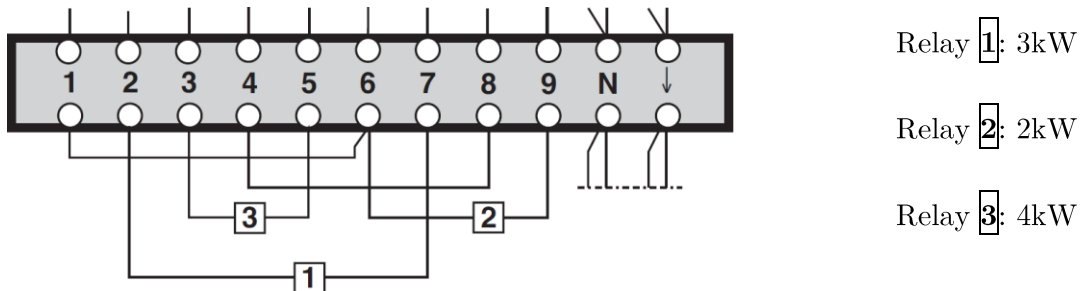 1 2 3 4 5 6 7 8 9 N ↓
3
2
1
Relay 1: 3kW
Relay 2: 2kW
Relay 3: 4kW